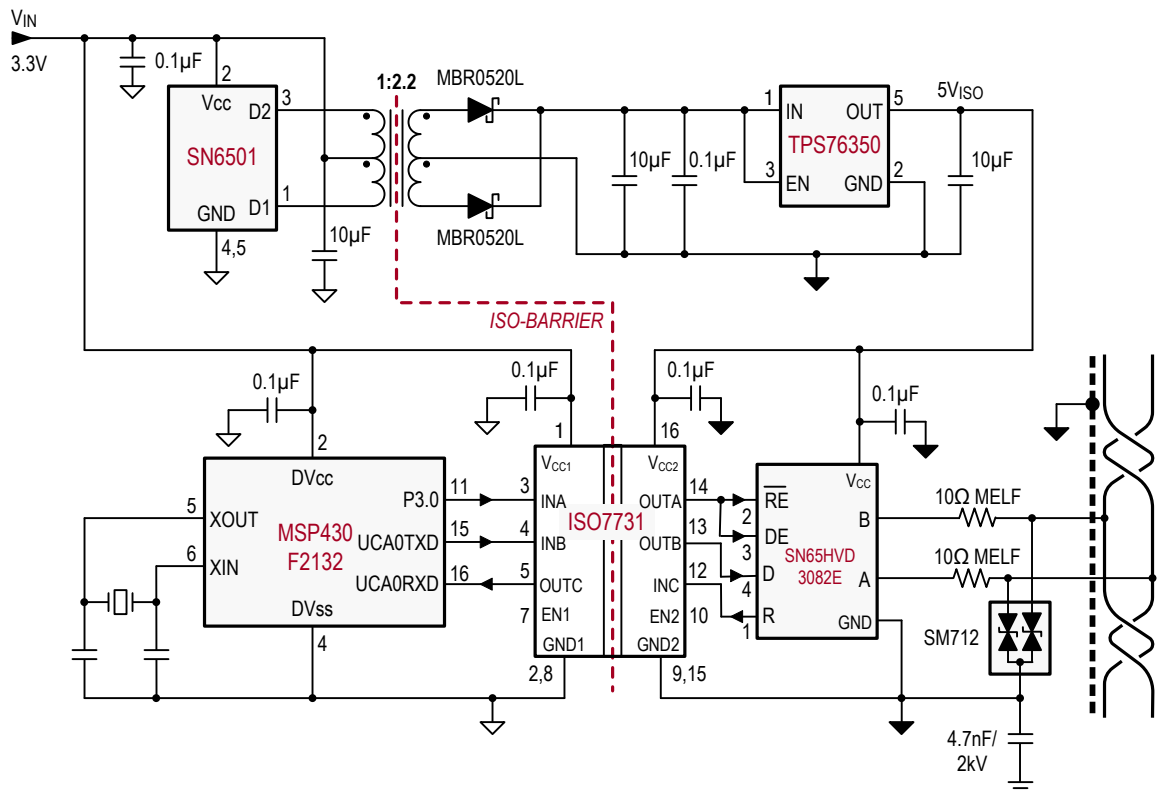 VIN
3.3V
0.1µF
2
Vcc
D2
3
SN6501
D1
1
GND
4,5
10µF
1:2.2
MBR0520L
MBR0520L
10µF
0.1µF
1
IN
OUT
5
TPS76350
3
EN
GND
2
5VISO
10µF
ISO-BARRIER
0.1µF
2
DVcc
5
XOUT
6
XIN
MSP430
F2132
P3.0
11
UCA0TXD
15
UCA0RXD
16
DVss
4
0.1µF
1
VCC1
3
INA
4
INB
5
OUTC
7
EN1
GND1
2,8
ISO7731
0.1µF
16
VCC2
OUTA
14
OUTB
13
INC
12
EN2
10
GND2
9,15
0.1µF
VCC
RE
2
DE
3
D
4
R
1
SN65HVD
3082E
B
A
GND
10Ω MELF
10Ω MELF
SM712
4.7nF/
2kV